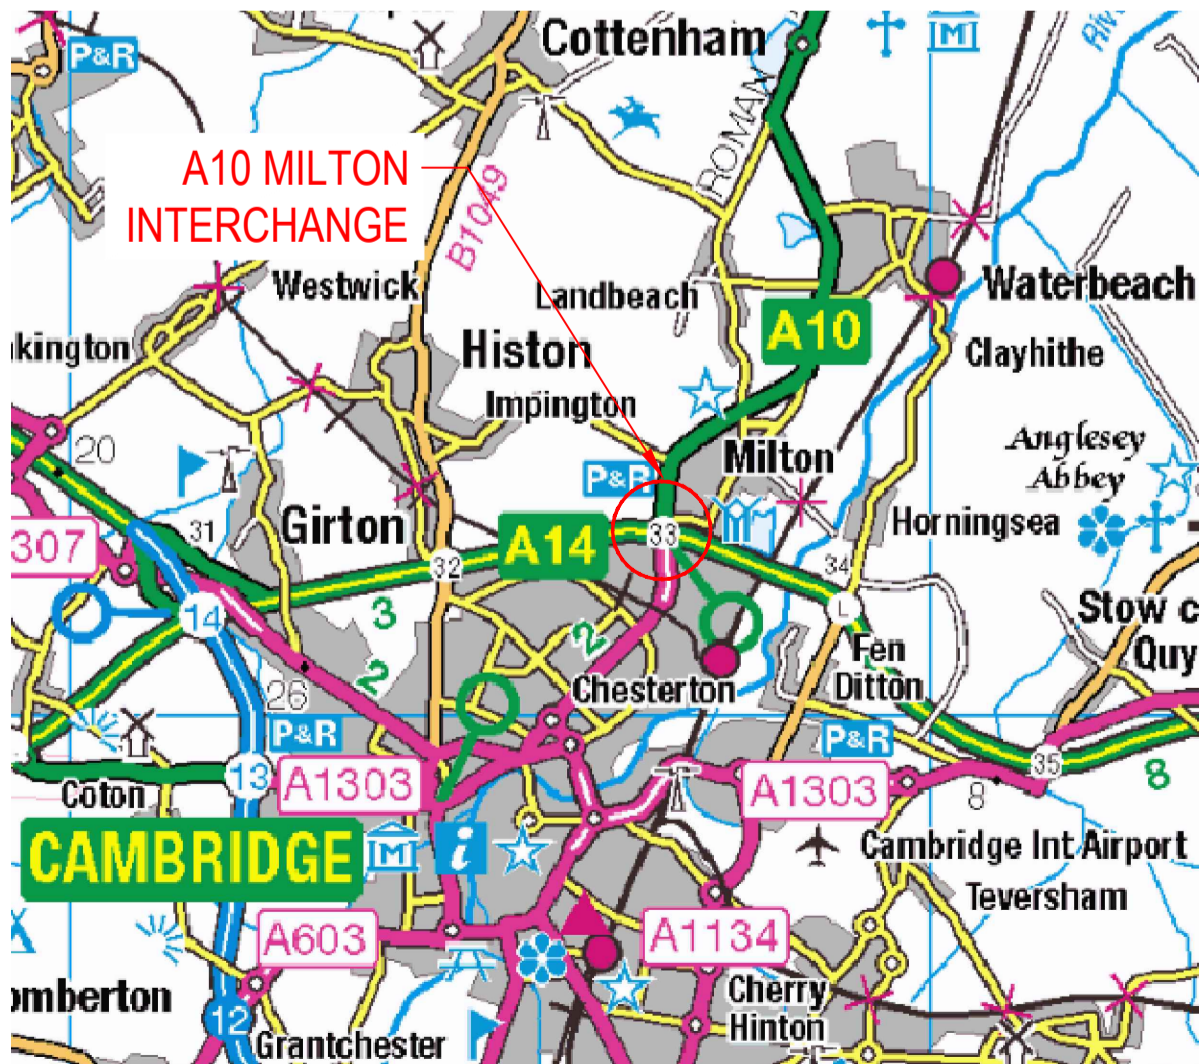 P&R
Cottenham
M
ROMAN
A10 MILTON
INTERCHANGE
B1049
Westwick
Landbeach
Waterbeach
A10
kington
Histon
Clayhithe
Impington
20
Milton
Anglesey
Abbey
P&R
Horningsea
31
Girton
A14
33
307
32
34
14
3
L
Stow c
2
2
Fen
Quy
26
Chesterton
Ditton
P&R
P&R
13
A1303
A1303
35
8
8
Coton
CAMBRIDGE
M
i
Cambridge Int Airport
Teversham
A603
A1134
omberton
Cherry
12
Hinton
Grantchester